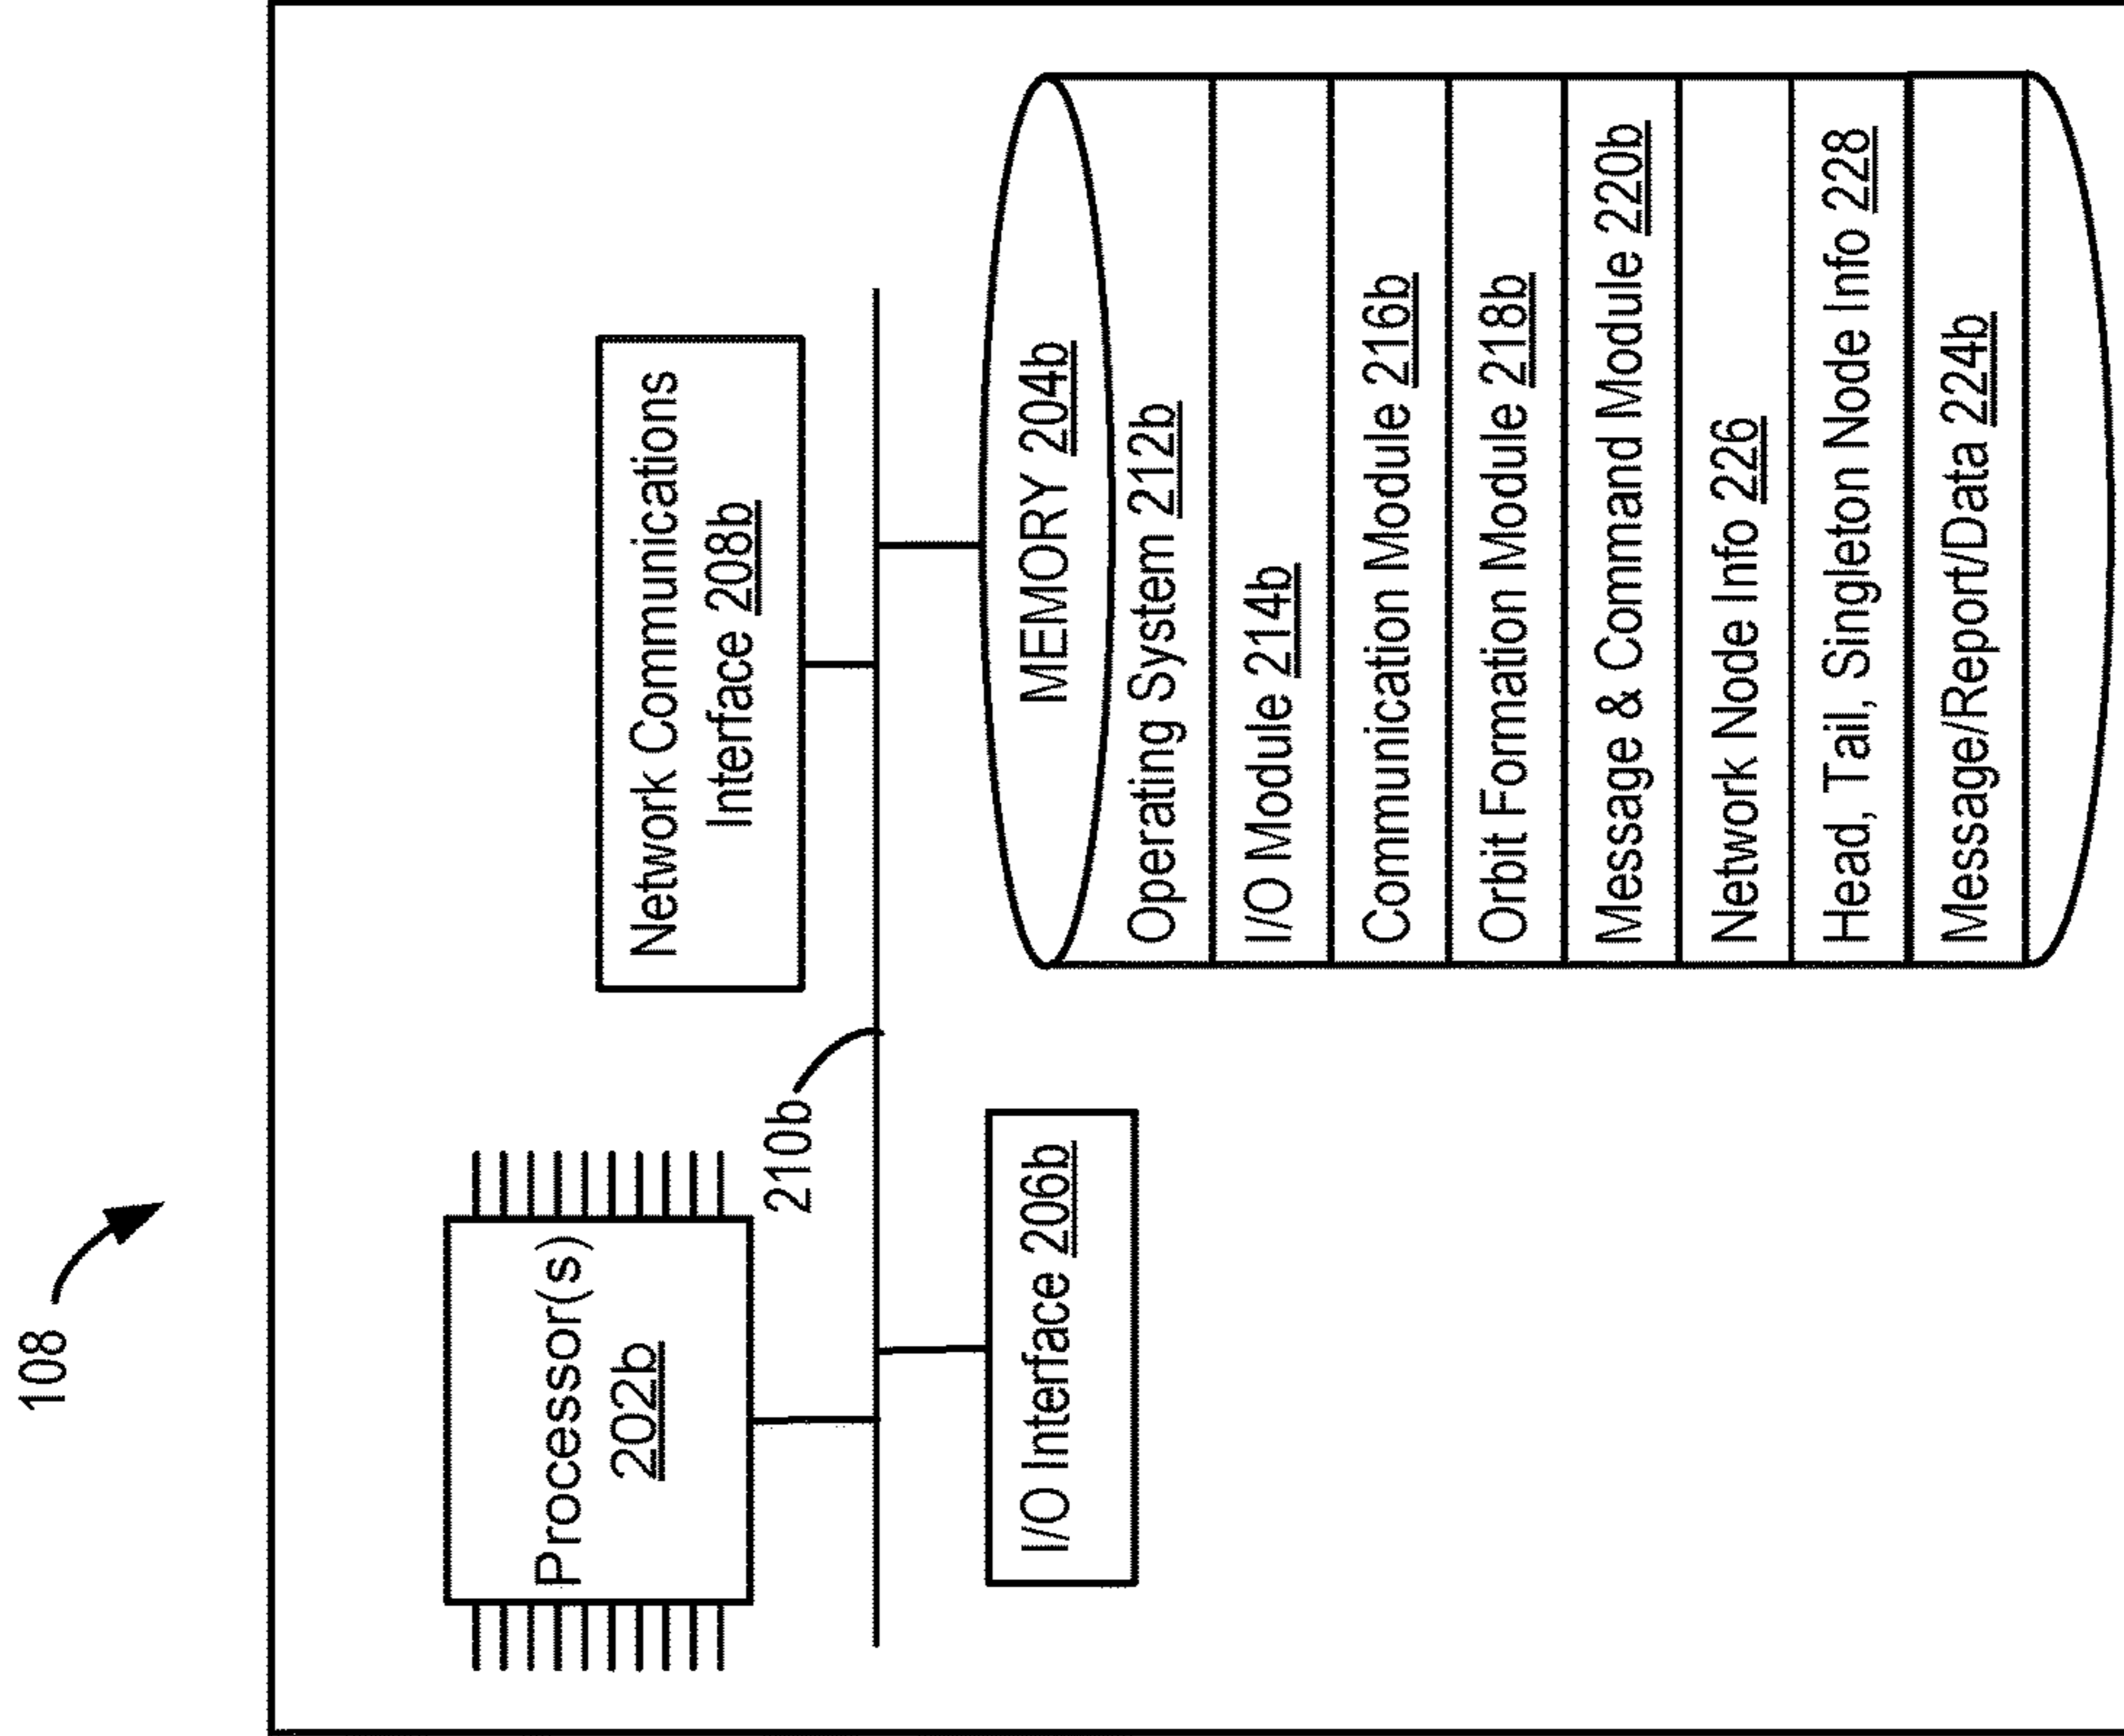 108
Processor(s)
202b
Network Communications
Interface 208b
210b
I/O Interface 206b
MEMORY 204b
Operating System 212b
I/O Module 214b
Communication Module 216b
Orbit Formation Module 218b
Message & Command Module 220b
Network Node Info 226
Head, Tail, Singleton Node Info 228
Message/Report/Data 224b